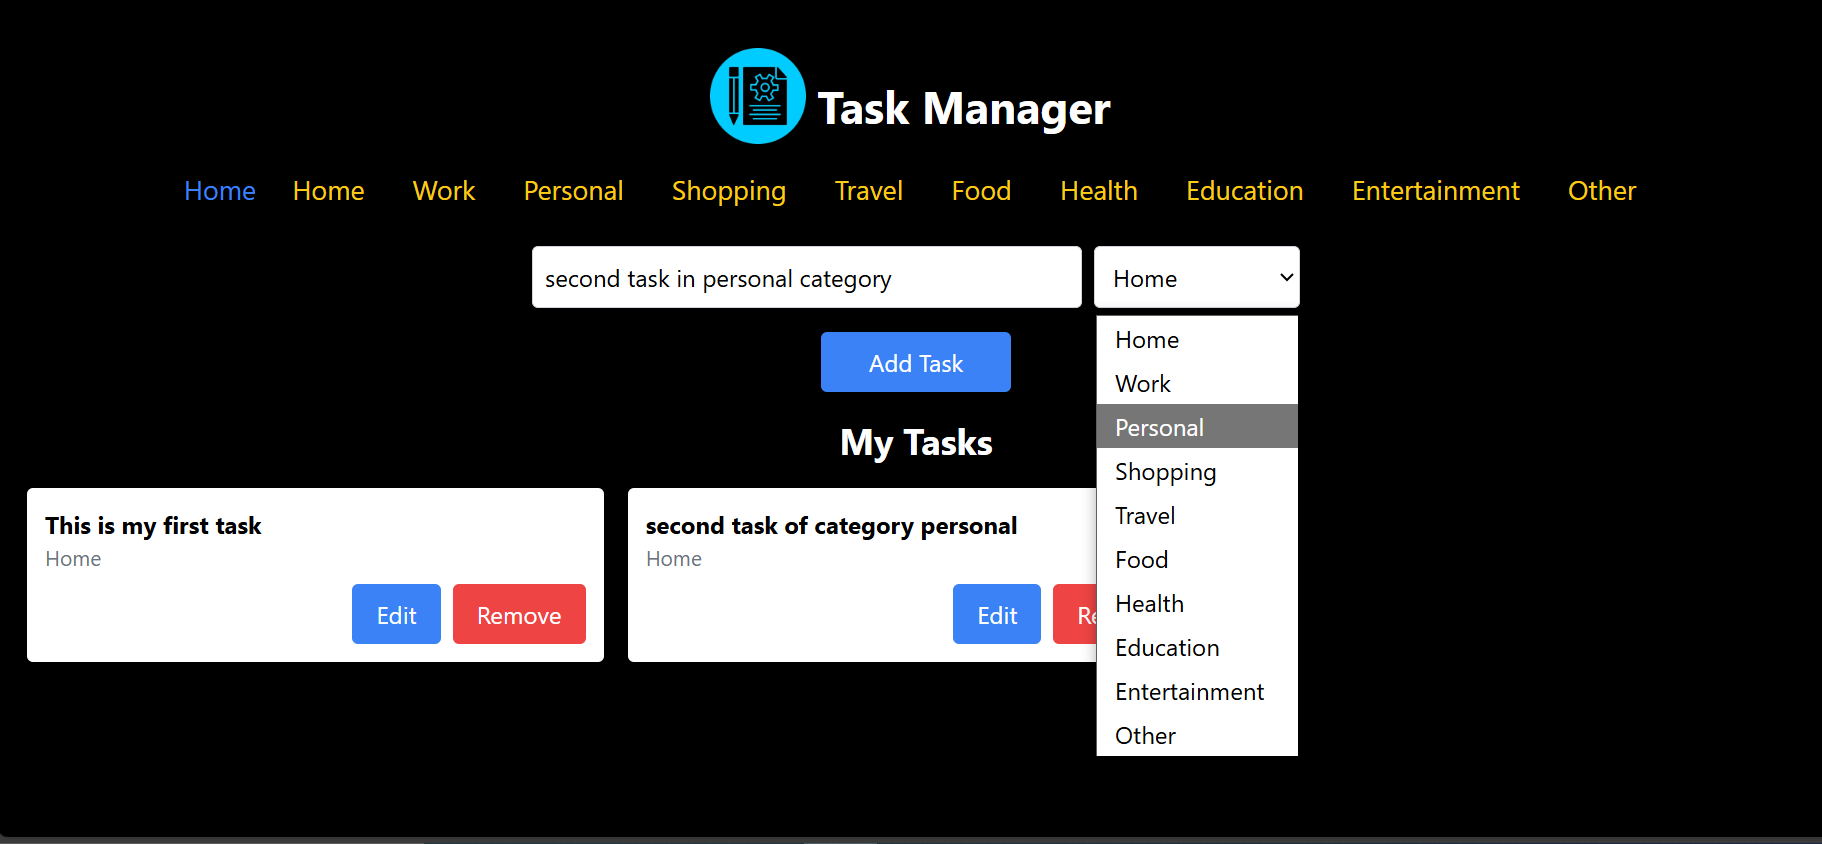 Task Manager
Home Home Work Personal Shopping Travel Food Health Education Entertainment Other
second task in personal category Home
Home
Work
Personal
Shopping
Travel
Food
Health
Education
Entertainment
Other
Add Task
My Tasks
This is my first task
Home
Edit Remove
second task of category personal
Home
Edit